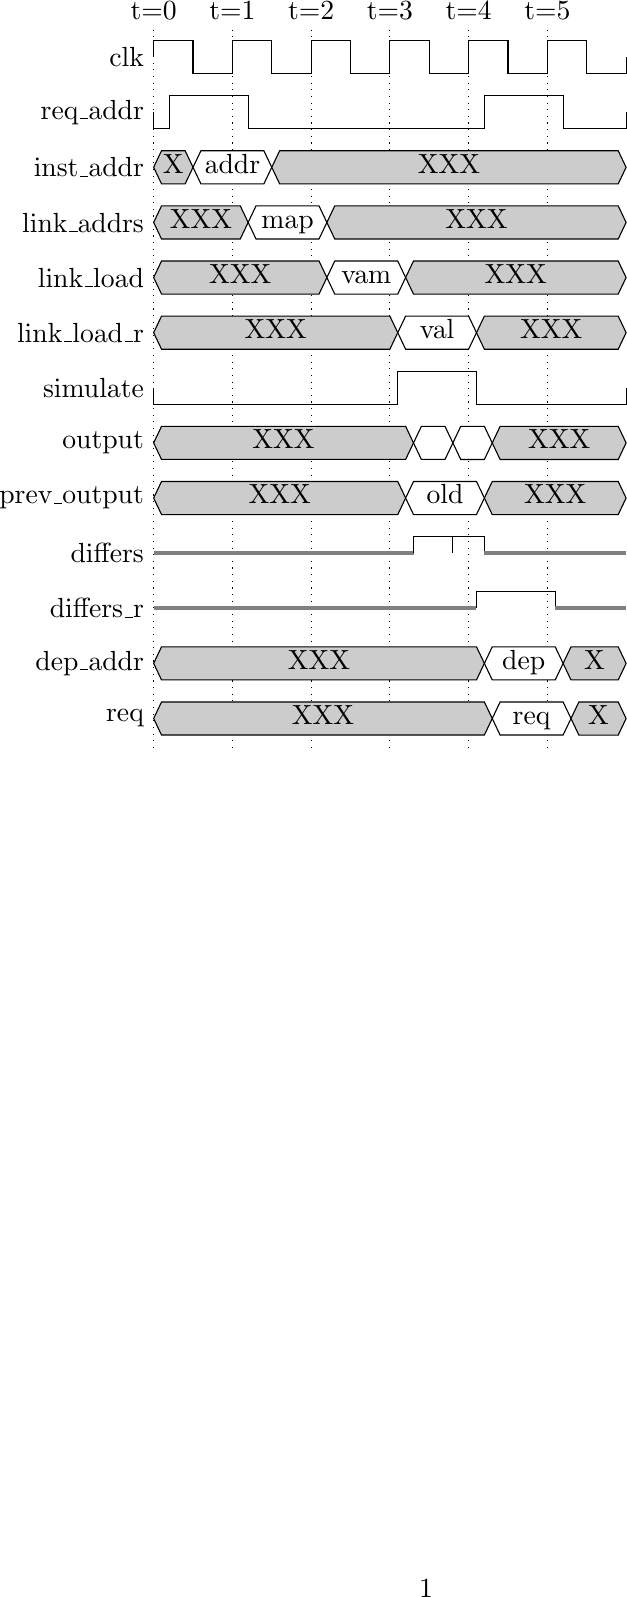 t=0 t=1 t=2 t=3 t=4 t=5
clk
req_addr
inst_addr X addr XXX
link_addrs XXX map XXX
link_load XXX vam XXX
link_load_r XXX val XXX
simulate
output XXX XXX
prev_output XXX old XXX
differs
differs_r
dep_addr XXX dep X
req XXX req X
1